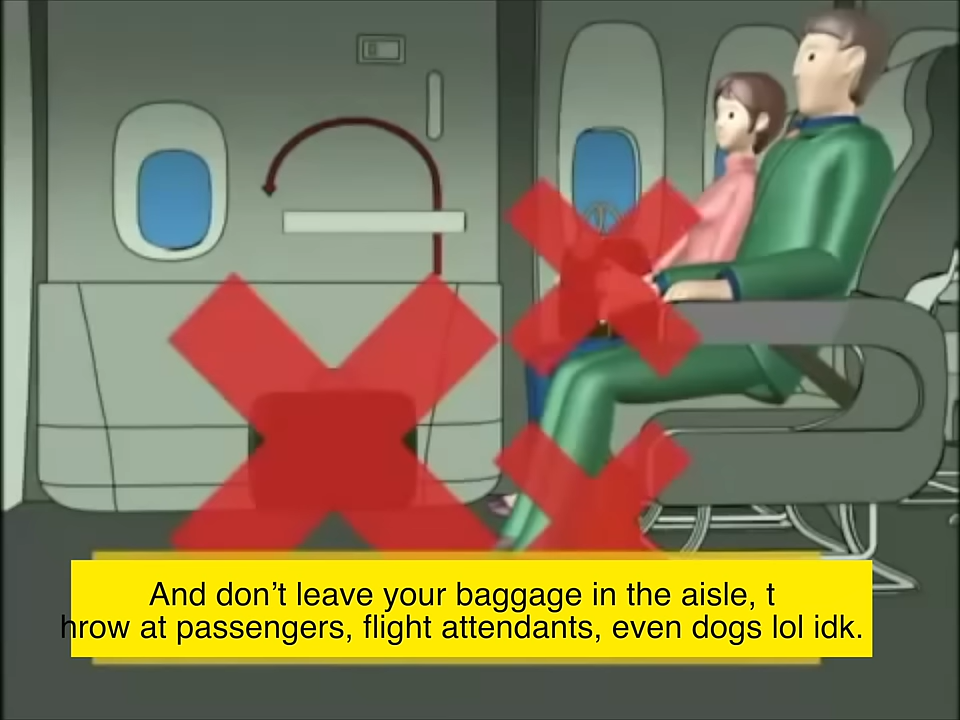 And don’t leave your baggage in the aisle, t
hrow at passengers, flight attendants, even dogs lol idk.